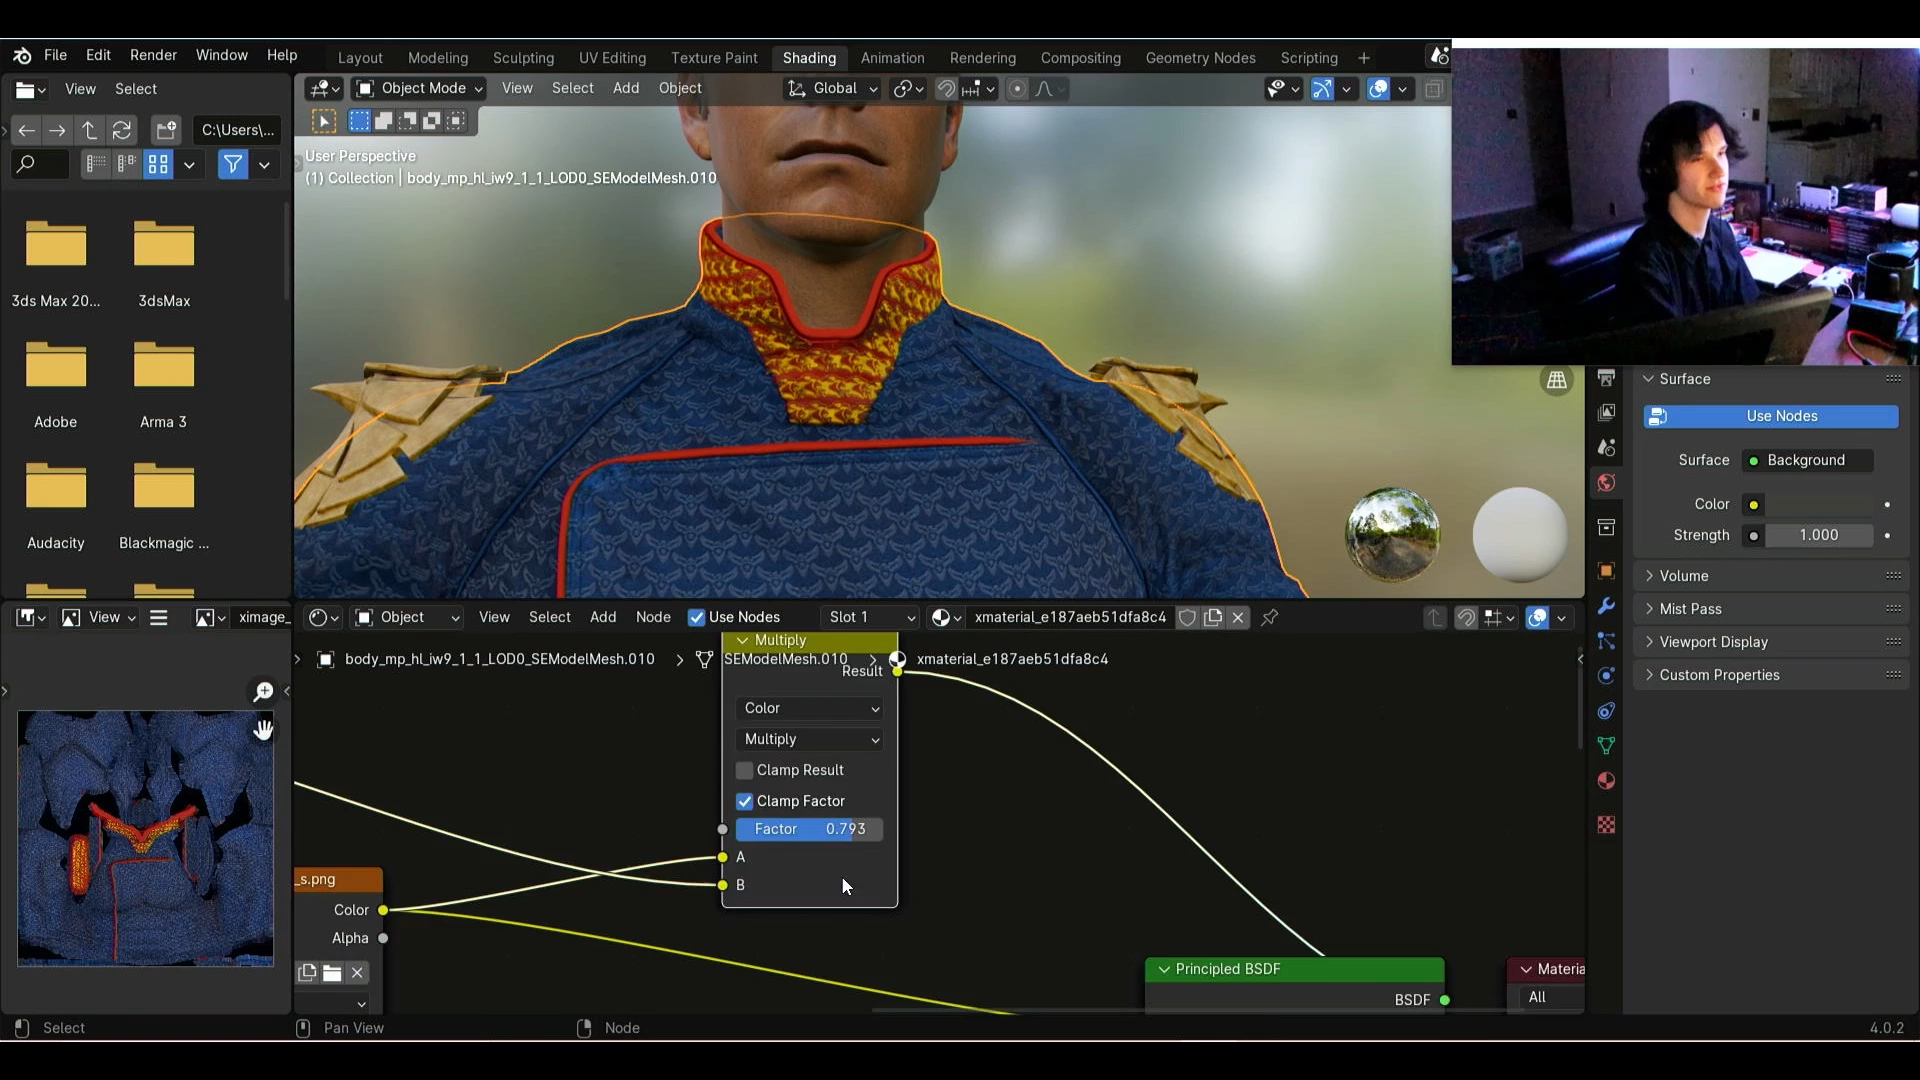 File Edit Render Window Help
Layout Modeling Sculpting UV Editing Texture Paint Shading Animation Rendering Compositing Geometry Nodes Scripting
View Select
Object Mode View Select Add Object Global
C:\Users\...
User Perspective
(1) Collection | body_mp_hl_iw9_1_1_LOD0_SEModelMesh.010
3ds Max 20... 3dsMax
Adobe Arma 3
Audacity Blackmagic ...
Surface
Use Nodes
Surface Background
Color
Strength 1.000
Volume
Mist Pass
Viewport Display
Custom Properties
View ximage_
Object View Select Add Node Use Nodes Slot 1 xmaterial_e187aeb51dfa8c4
body_mp_hl_iw9_1_1_LOD0_SEModelMesh.010 SEModelMesh.010 xmaterial_e187aeb51dfa8c4
Multiply
Result
Color
Multiply
Clamp Result
Clamp Factor
Factor 0.793
A
B
_s.png
Color
Alpha
Principled BSDF
BSDF
Materia
All
Select Pan View Node 4.0.2